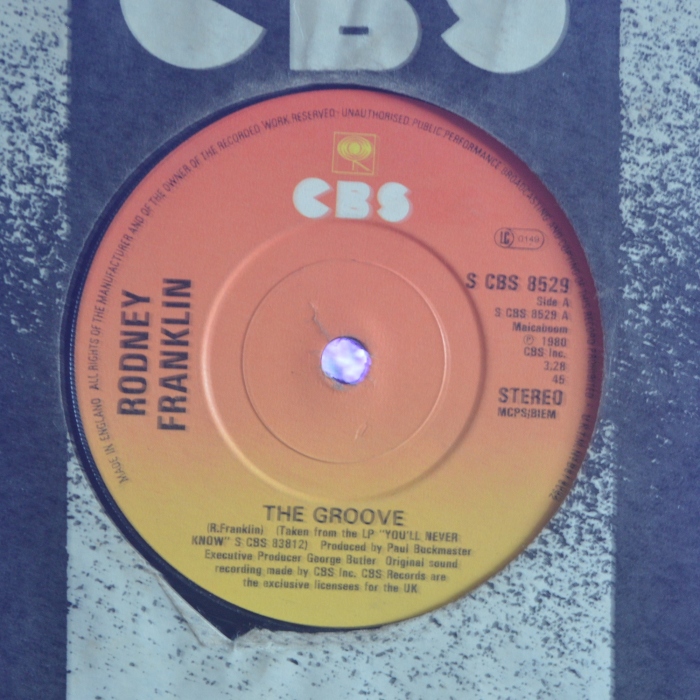 CBS
MADE IN ENGLAND ALL RIGHTS OF THE MANUFACTURER AND OF THE OWNER OF THE RECORDED WORK RESERVED · UNAUTHORISED PUBLIC PERFORMANCE BROADCASTING
CBS
LC 0149
RODNEY
FRANKLIN
S CBS 8529
Side A
S CBS 8529 A
Maicaboom
℗ 1980
CBS Inc.
3.28
45
STEREO
MCPS/BIEM
THE GROOVE
(R.Franklin) (Taken from the LP "YOU'LL NEVER
KNOW" S CBS 83812) Produced by Paul Buckmaster
Executive Producer George Butler Original sound
recording made by CBS Inc. CBS Records are
the exclusive licensees for the UK